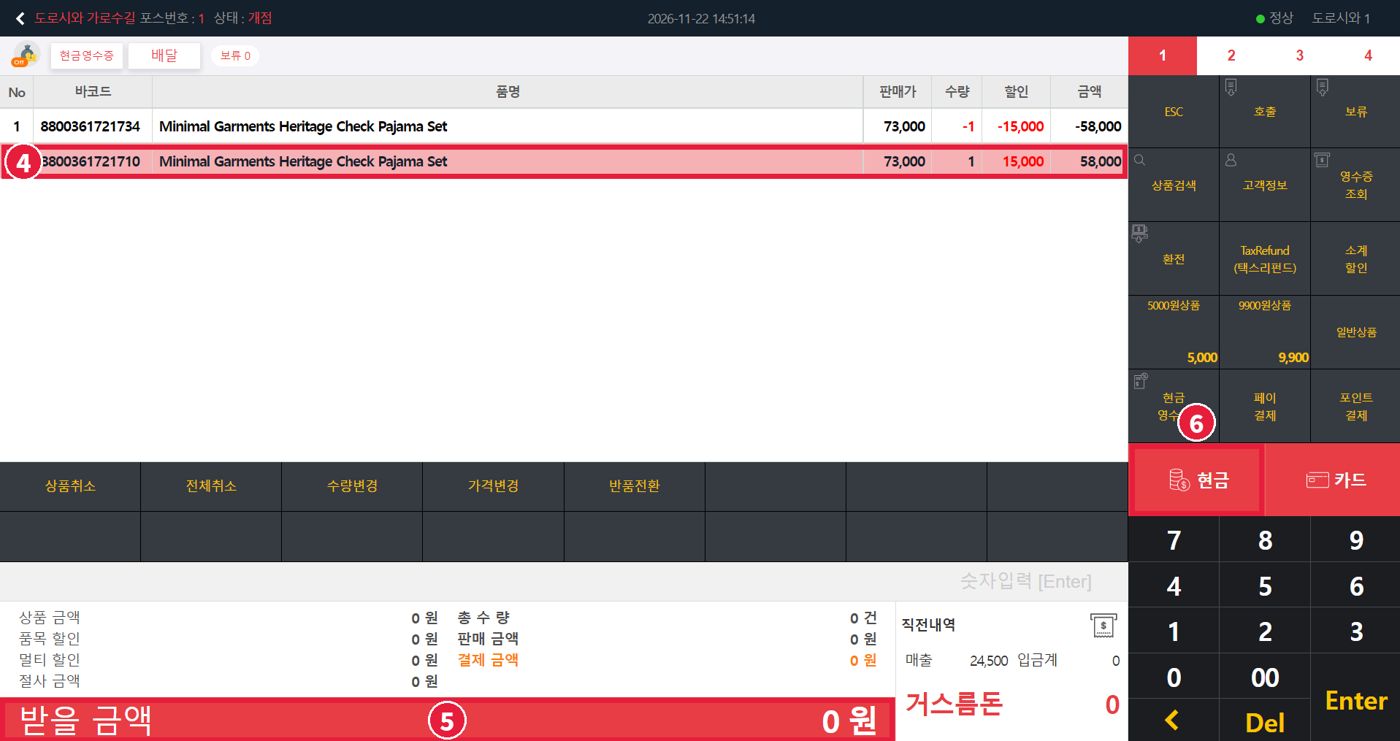 도로시와 가로수길 포스번호 : 1 상태 : 개점
2026-11-22 14:51:14
정상 도로시와 1
Off 현금영수증 배달 보류 0
1 2 3 4
No 바코드 품명 판매가 수량 할인 금액
1 8800361721734 Minimal Garments Heritage Check Pajama Set 73,000 -1 -15,000 -58,000
4 8800361721710 Minimal Garments Heritage Check Pajama Set 73,000 1 15,000 58,000
ESC 호출 보류
상품검색 고객정보 영수증
조회
환전 TaxRefund
(택스리펀드) 소계
할인
5000원상품
5,000
9900원상품
9,900
일반상품
현금
영수
6
페이
결제
포인트
결제
상품취소 전체취소 수량변경 가격변경 반품전환
현금 카드
숫자입력 [Enter]
7 8 9
4 5 6
1 2 3
0 00
Del
Enter
상품 금액 0 원 총 수 량 0 건
품목 할인 0 원 판매 금액 0 원
멀티 할인 0 원 결제 금액 0 원
절사 금액 0 원
직전내역
매출 24,500 입금계 0
거스름돈 0
받을 금액 5 0 원